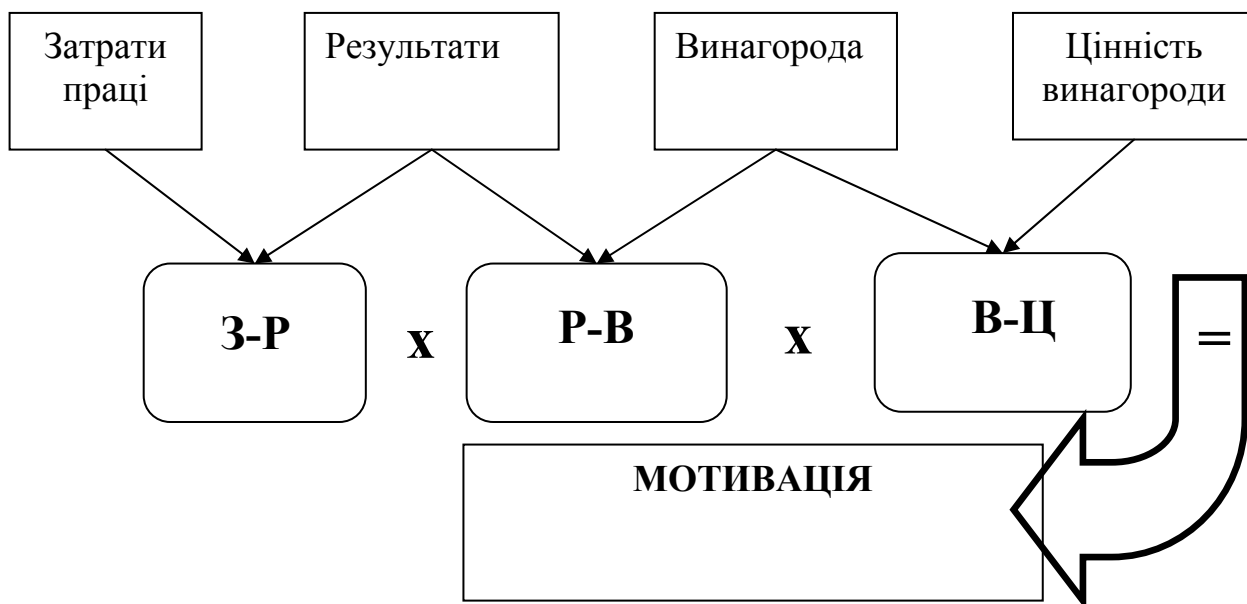 Затрати
праці
Результати
Винагорода
Цінність
винагороди
З-Р
х
Р-В
х
В-Ц
=
МОТИВАЦІЯ